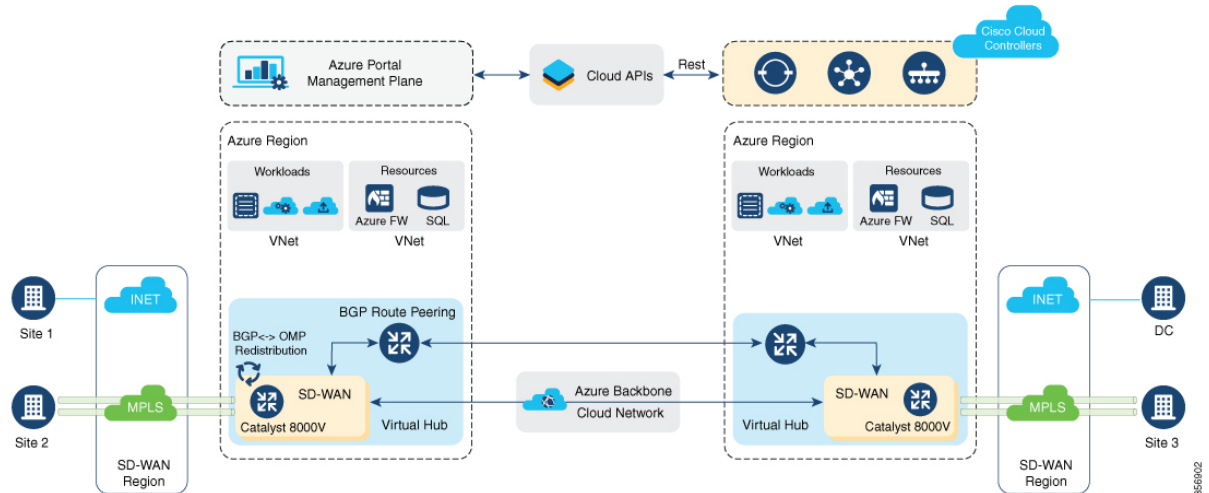 Cisco Cloud
Controllers
Azure Portal
Management Plane
Cloud APIs
Rest
Azure Region
Workloads
Resources
Azure FW
SQL
VNet
VNet
Azure Region
Workloads
Resources
Azure FW
SQL
VNet
VNet
INET
Site 1
MPLS
Site 2
SD-WAN
Region
BGP Route Peering
BGP<-> OMP
Redistribution
SD-WAN
Catalyst 8000V
Virtual Hub
Azure Backbone
Cloud Network
SD-WAN
Catalyst 8000V
Virtual Hub
INET
DC
MPLS
Site 3
SD-WAN
Region
356902